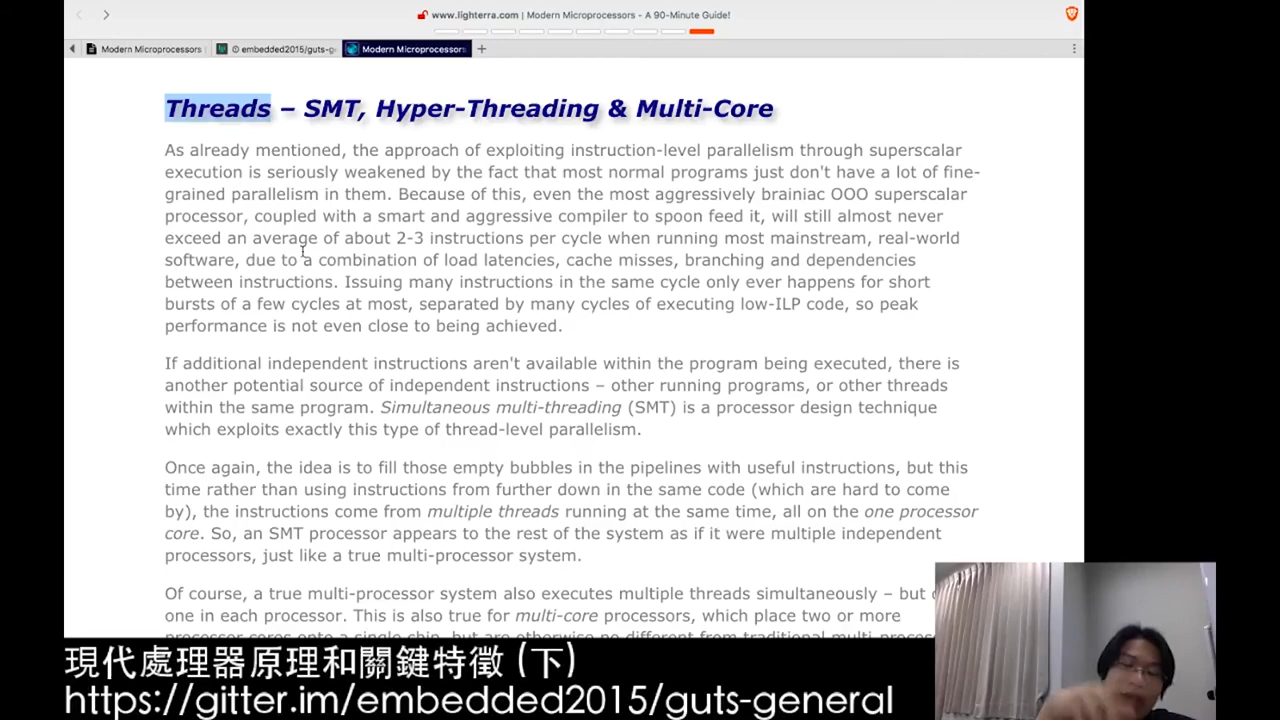 www.lighterra.com | Modern Microprocessors - A 90-Minute Guide!
Modern Microprocessors
embedded2015/guts-g
Modern Microprocessors
Threads – SMT, Hyper-Threading & Multi-Core
As already mentioned, the approach of exploiting instruction-level parallelism through superscalar
execution is seriously weakened by the fact that most normal programs just don't have a lot of fine-
grained parallelism in them. Because of this, even the most aggressively brainiac OOO superscalar
processor, coupled with a smart and aggressive compiler to spoon feed it, will still almost never
exceed an average of about 2-3 instructions per cycle when running most mainstream, real-world
software, due to a combination of load latencies, cache misses, branching and dependencies
between instructions. Issuing many instructions in the same cycle only ever happens for short
bursts of a few cycles at most, separated by many cycles of executing low-ILP code, so peak
performance is not even close to being achieved.
If additional independent instructions aren't available within the program being executed, there is
another potential source of independent instructions – other running programs, or other threads
within the same program. Simultaneous multi-threading (SMT) is a processor design technique
which exploits exactly this type of thread-level parallelism.
Once again, the idea is to fill those empty bubbles in the pipelines with useful instructions, but this
time rather than using instructions from further down in the same code (which are hard to come
by), the instructions come from multiple threads running at the same time, all on the one processor
core. So, an SMT processor appears to the rest of the system as if it were multiple independent
processors, just like a true multi-processor system.
Of course, a true multi-processor system also executes multiple threads simultaneously – but
one in each processor. This is also true for multi-core processors, which place two or more
processor cores onto a single chip, but are otherwise no different from traditional multi-proces
現代處理器原理和關鍵特徵 (下)
https://gitter.im/embedded2015/guts-general